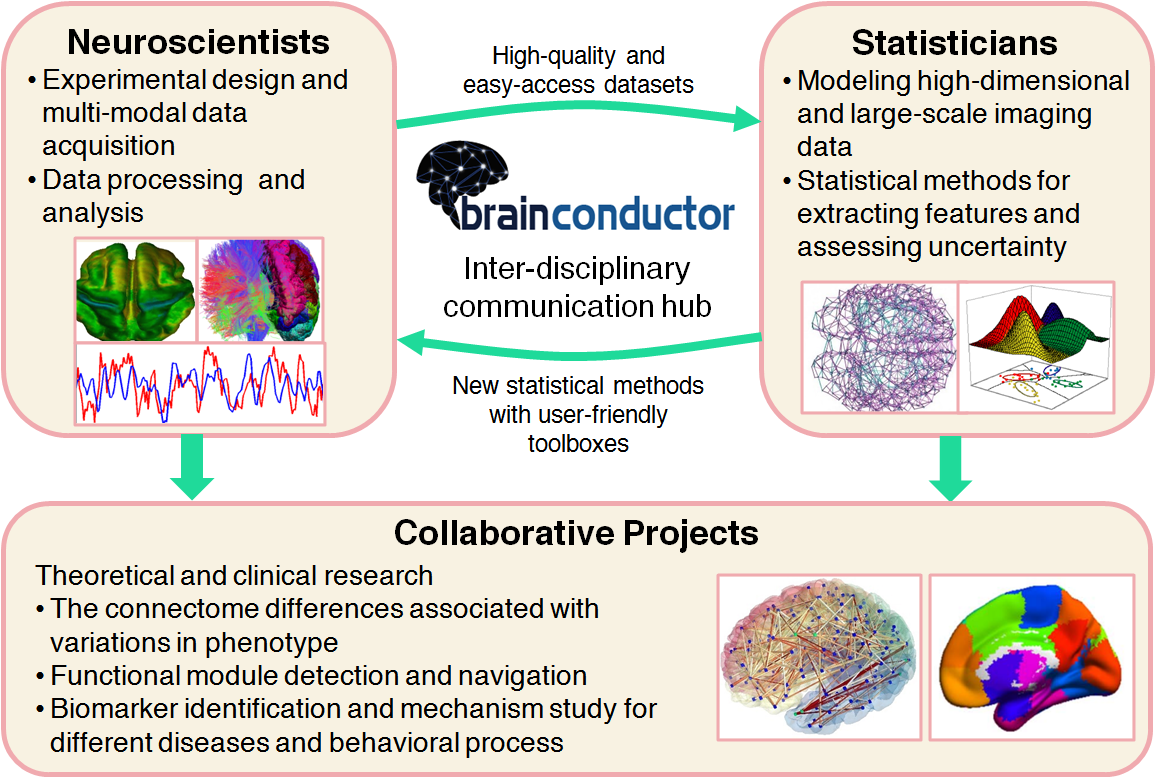 Neuroscientists
• Experimental design and
multi-modal data
acquisition
• Data processing and
analysis
High-quality and
easy-access datasets
brainconductor
Inter-disciplinary
communication hub
New statistical methods
with user-friendly
toolboxes
Statisticians
• Modeling high-dimensional
and large-scale imaging
data
• Statistical methods for
extracting features and
assessing uncertainty
Collaborative Projects
Theoretical and clinical research
• The connectome differences associated with
variations in phenotype
• Functional module detection and navigation
• Biomarker identification and mechanism study for
different diseases and behavioral process